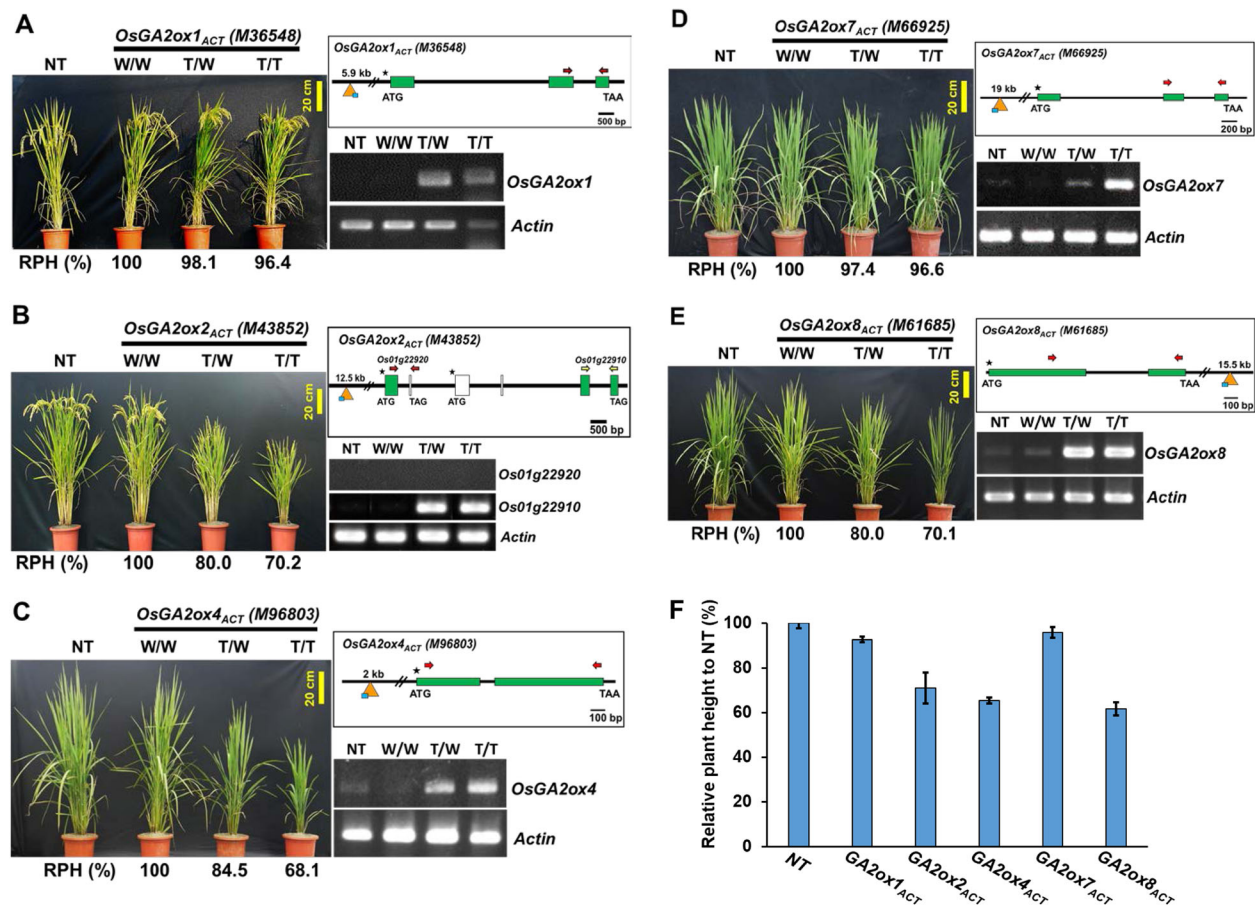 A
OsGA2ox1ACT (M36548)
NT W/W T/W T/T
20 cm
RPH (%) 100 98.1 96.4
OsGA2ox1ACT (M36548)
5.9 kb
★
ATG TAA
500 bp
NT W/W T/W T/T
OsGA2ox1
Actin
B
OsGA2ox2ACT (M43852)
NT W/W T/W T/T
20 cm
RPH (%) 100 80.0 70.2
OsGA2ox2ACT (M43852)
Os01g22920 Os01g22910
12.5 kb
★ ★
ATG TAG ATG TAG
500 bp
NT W/W T/W T/T
Os01g22920
Os01g22910
Actin
C
OsGA2ox4ACT (M96803)
NT W/W T/W T/T
20 cm
RPH (%) 100 84.5 68.1
OsGA2ox4ACT (M96803)
2 kb
★
ATG TAA
100 bp
NT W/W T/W T/T
OsGA2ox4
Actin
D
OsGA2ox7ACT (M66925)
NT W/W T/W T/T
20 cm
RPH (%) 100 97.4 96.6
OsGA2ox7ACT (M66925)
19 kb
★
ATG TAA
200 bp
NT W/W T/W T/T
OsGA2ox7
Actin
E
OsGA2ox8ACT (M61685)
NT W/W T/W T/T
20 cm
RPH (%) 100 80.0 70.1
OsGA2ox8ACT (M61685)
★
15.5 kb
ATG TAA
100 bp
NT W/W T/W T/T
OsGA2ox8
Actin
F
Relative plant height to NT (%)
100
80
60
40
20
0
NT GA2ox1ACT GA2ox2ACT GA2ox4ACT GA2ox7ACT GA2ox8ACT